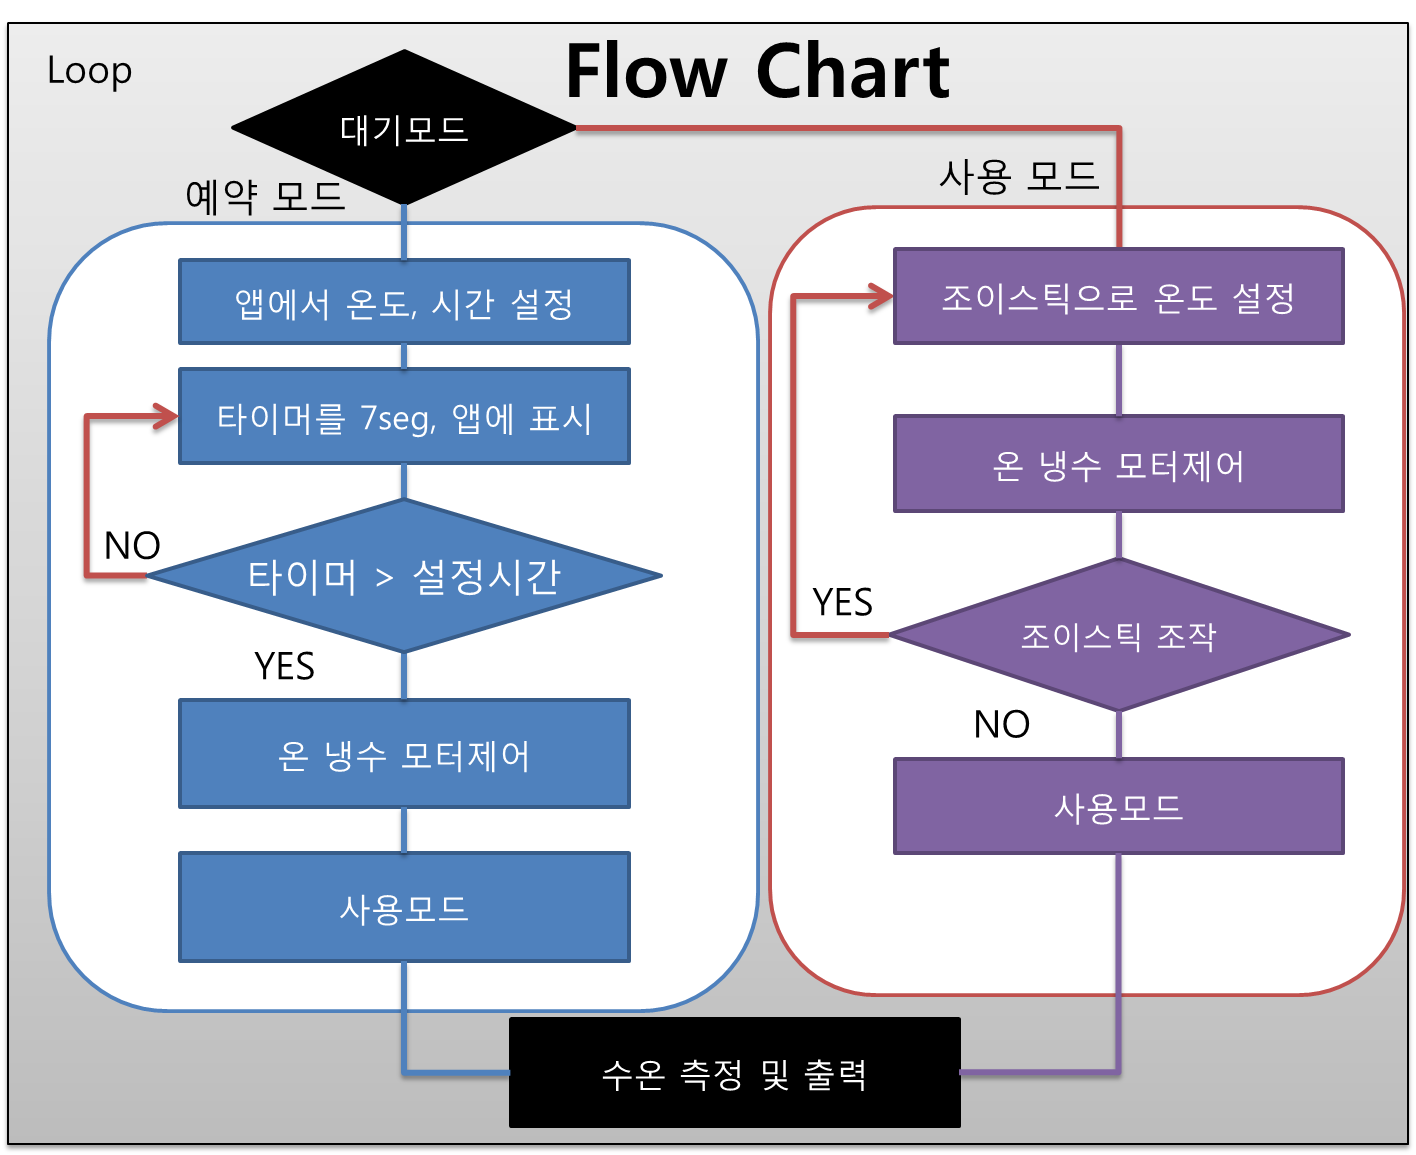 Loop
Flow Chart
대기모드
예약 모드
앱에서 온도, 시간 설정
타이머를 7seg, 앱에 표시
타이머 > 설정시간
NO
YES
온 냉수 모터제어
사용모드
사용 모드
조이스틱으로 온도 설정
온 냉수 모터제어
조이스틱 조작
YES
NO
사용모드
수온 측정 및 출력